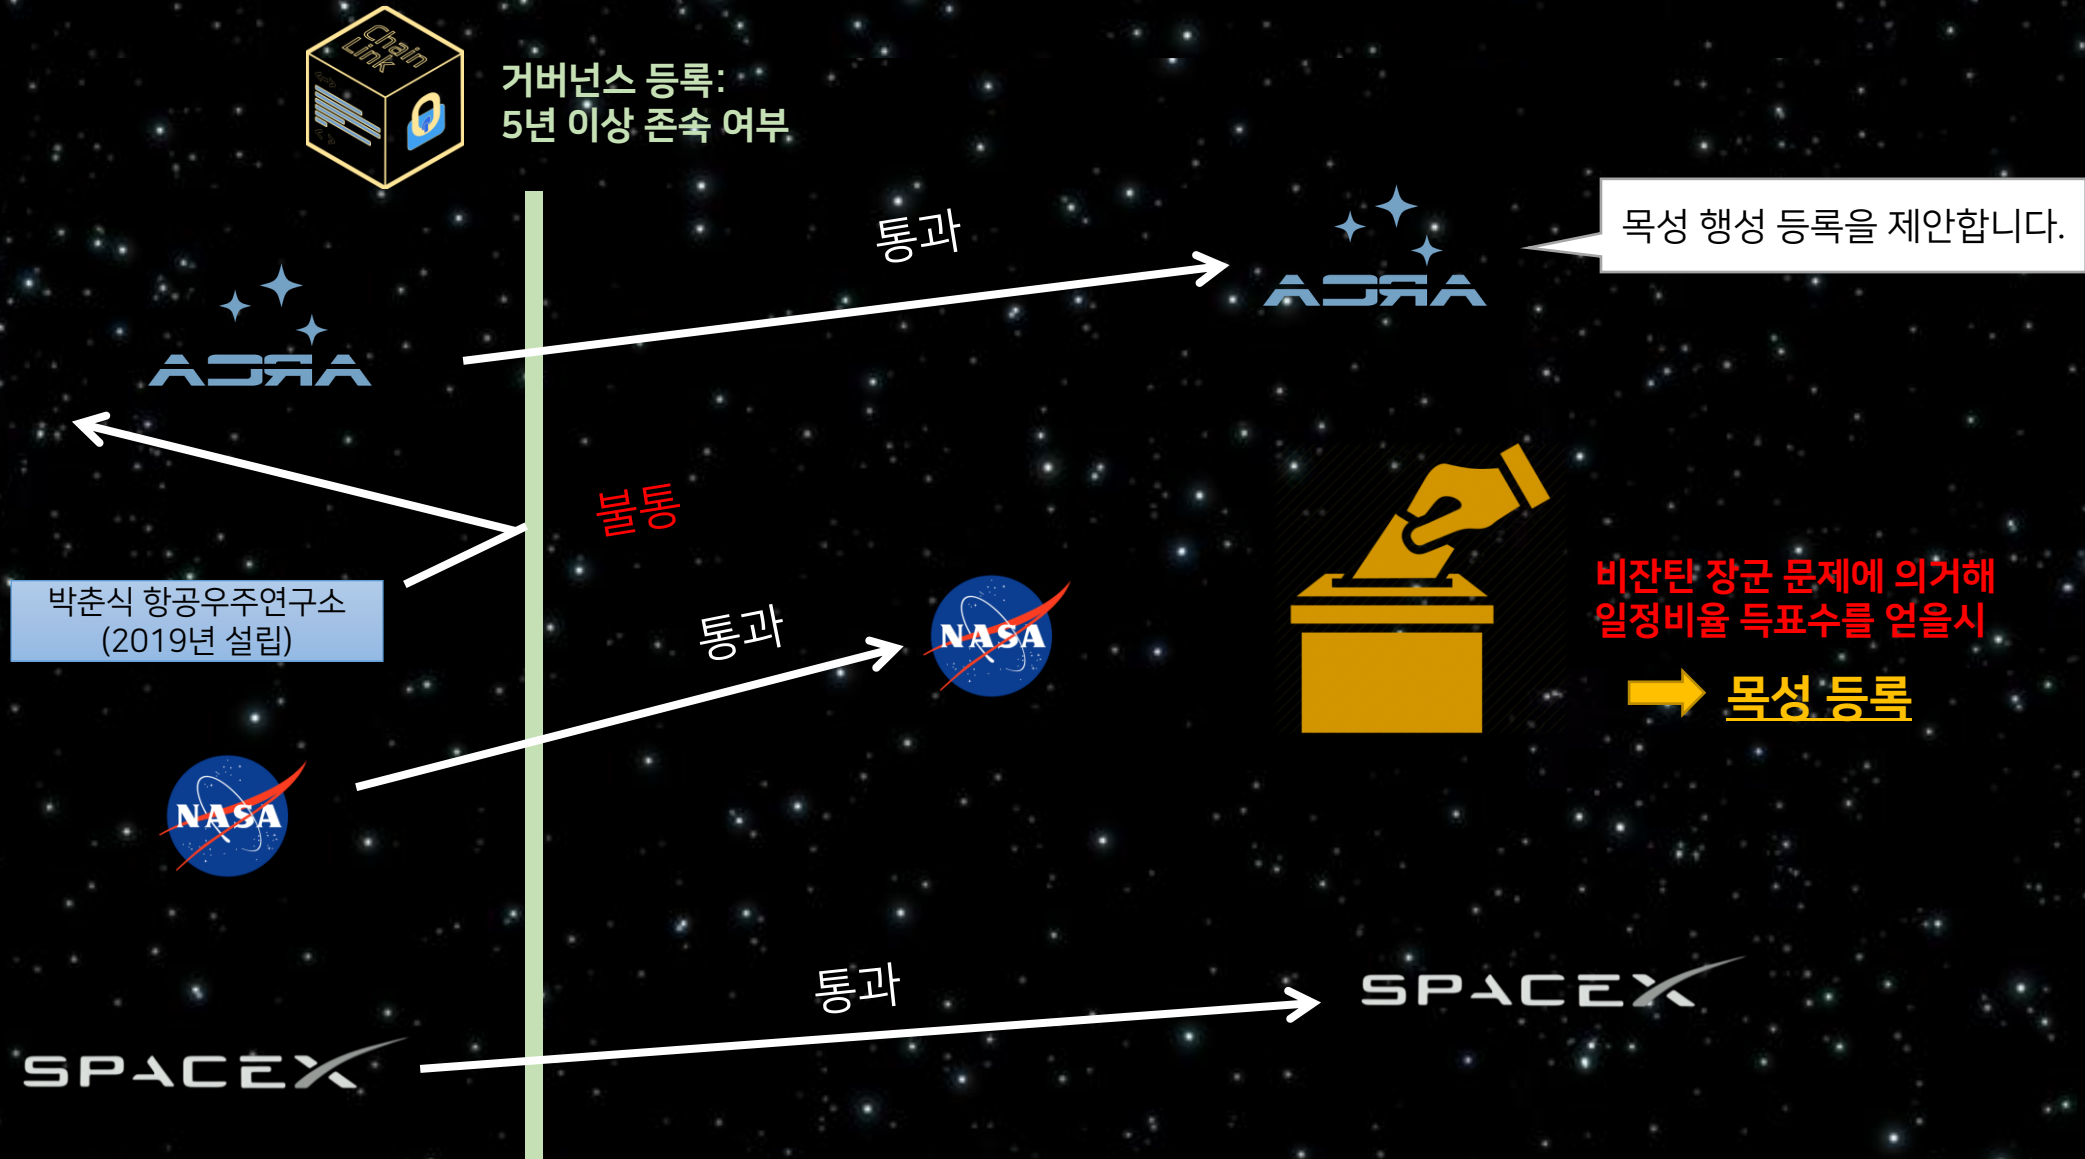 Chain
Link
거버넌스 등록:
5년 이상 존속 여부
통과
목성 행성 등록을 제안합니다.
불통
박춘식 항공우주연구소
(2019년 설립)
통과
NASA
비잔틴 장군 문제에 의거해
일정비율 득표수를 얻을시
목성 등록
NASA
통과
SPACEX
SPACEX